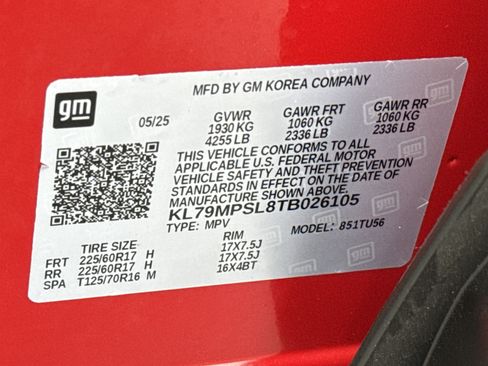 gm
MFD BY GM KOREA COMPANY
05/25 GVWR GAWR FRT GAWR RR
1930 KG 1060 KG 1060 KG
4255 LB 2336 LB 2336 LB
THIS VEHICLE CONFORMS TO ALL
APPLICABLE U.S. FEDERAL MOTOR
VEHICLE SAFETY AND THEFT PREVENTION
STANDARDS IN EFFECT ON THE DATE OF
MANUFACTURE SHOWN ABOVE.
KL79MPSL8TB026105
TYPE: MPV MODEL: 851TU56
TIRE SIZE RIM
FRT 225/60R17 H 17X7.5J
RR 225/60R17 H 17X7.5J
SPA T125/70R16 M 16X4BT